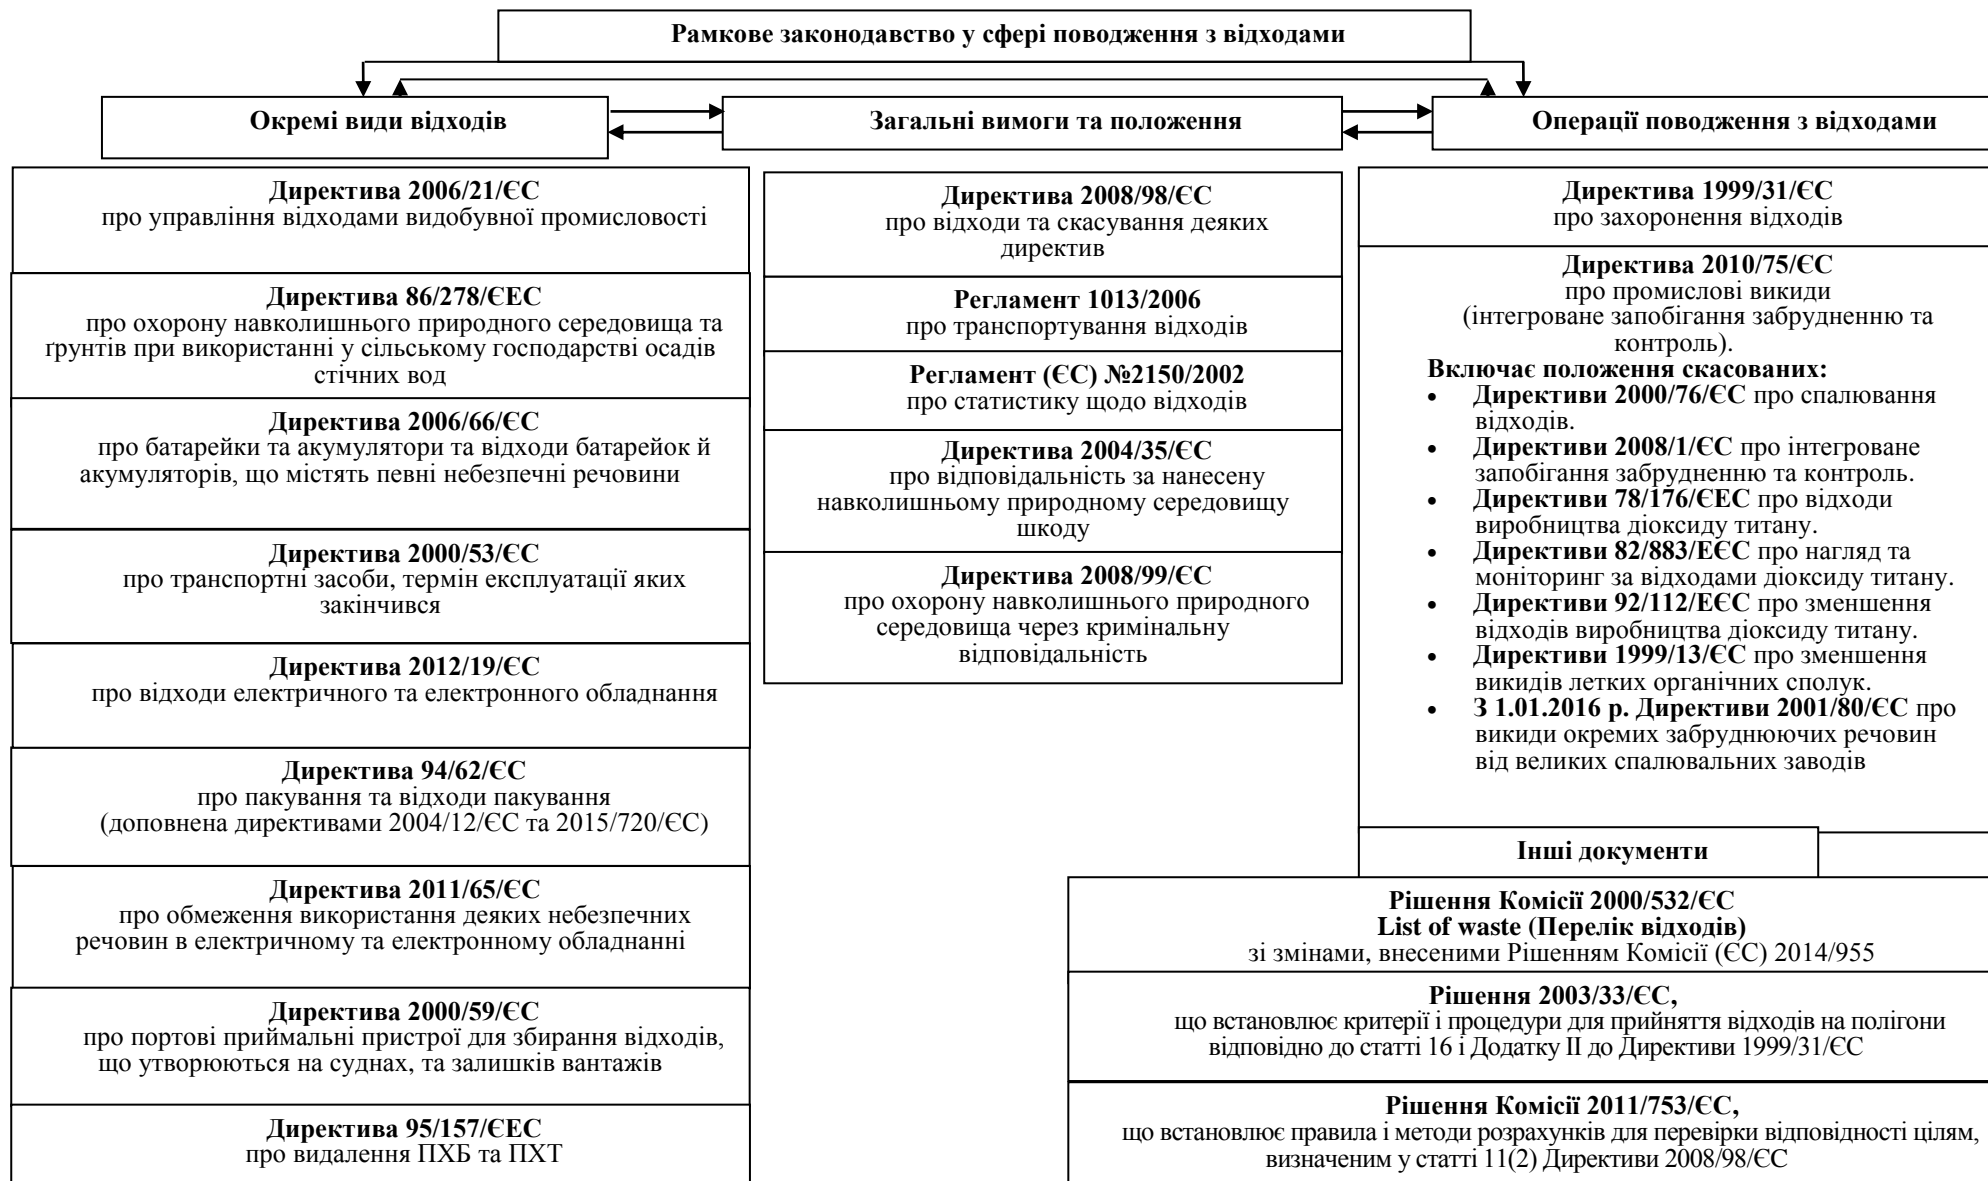 Рамкове законодавство у сфері поводження з відходами
Окремі види відходів
Загальні вимоги та положення
Операції поводження з відходами
Директива 2006/21/ЄС
про управління відходами видобувної промисловості
Директива 86/278/ЄЕС
про охорону навколишнього природного середовища та
ґрунтів при використанні у сільському господарстві осадів
стічних вод
Директива 2006/66/ЄС
про батарейки та акумулятори та відходи батарейок й
акумуляторів, що містять певні небезпечні речовини
Директива 2000/53/ЄС
про транспортні засоби, термін експлуатації яких
закінчився
Директива 2012/19/ЄС
про відходи електричного та електронного обладнання
Директива 94/62/ЄС
про пакування та відходи пакування
(доповнена директивами 2004/12/ЄС та 2015/720/ЄС)
Директива 2011/65/ЄС
про обмеження використання деяких небезпечних
речовин в електричному та електронному обладнанні
Директива 2000/59/ЄС
про портові приймальні пристрої для збирання відходів,
що утворюються на суднах, та залишків вантажів
Директива 95/157/ЄЕС
про видалення ПХБ та ПХТ
Директива 2008/98/ЄС
про відходи та скасування деяких
директив
Регламент 1013/2006
про транспортування відходів
Регламент (ЄС) №2150/2002
про статистику щодо відходів
Директива 2004/35/ЄС
про відповідальність за нанесену
навколишньому природному середовищу
шкоду
Директива 2008/99/ЄС
про охорону навколишнього природного
середовища через кримінальну
відповідальність
Директива 1999/31/ЄС
про захоронення відходів
Директива 2010/75/ЄС
про промислові викиди
(інтегроване запобігання забрудненню та
контроль).
Включає положення скасованих:
• Директиви 2000/76/ЄС про спалювання
відходів.
• Директиви 2008/1/ЄС про інтегроване
запобігання забрудненню та контроль.
• Директиви 78/176/ЄЕС про відходи
виробництва діоксиду титану.
• Директиви 82/883/ЕЄС про нагляд та
моніторинг за відходами діоксиду титану.
• Директиви 92/112/ЕЄС про зменшення
відходів виробництва діоксиду титану.
• Директиви 1999/13/ЄС про зменшення
викидів летких органічних сполук.
• З 1.01.2016 р. Директиви 2001/80/ЄС про
викиди окремих забруднюючих речовин
від великих спалювальних заводів
Інші документи
Рішення Комісії 2000/532/ЄС
List of waste (Перелік відходів)
зі змінами, внесеними Рішенням Комісії (ЄС) 2014/955
Рішення 2003/33/ЄС,
що встановлює критерії і процедури для прийняття відходів на полігони
відповідно до статті 16 і Додатку II до Директиви 1999/31/ЄС
Рішення Комісії 2011/753/ЄС,
що встановлює правила і методи розрахунків для перевірки відповідності цілям,
визначеним у статті 11(2) Директиви 2008/98/ЄС